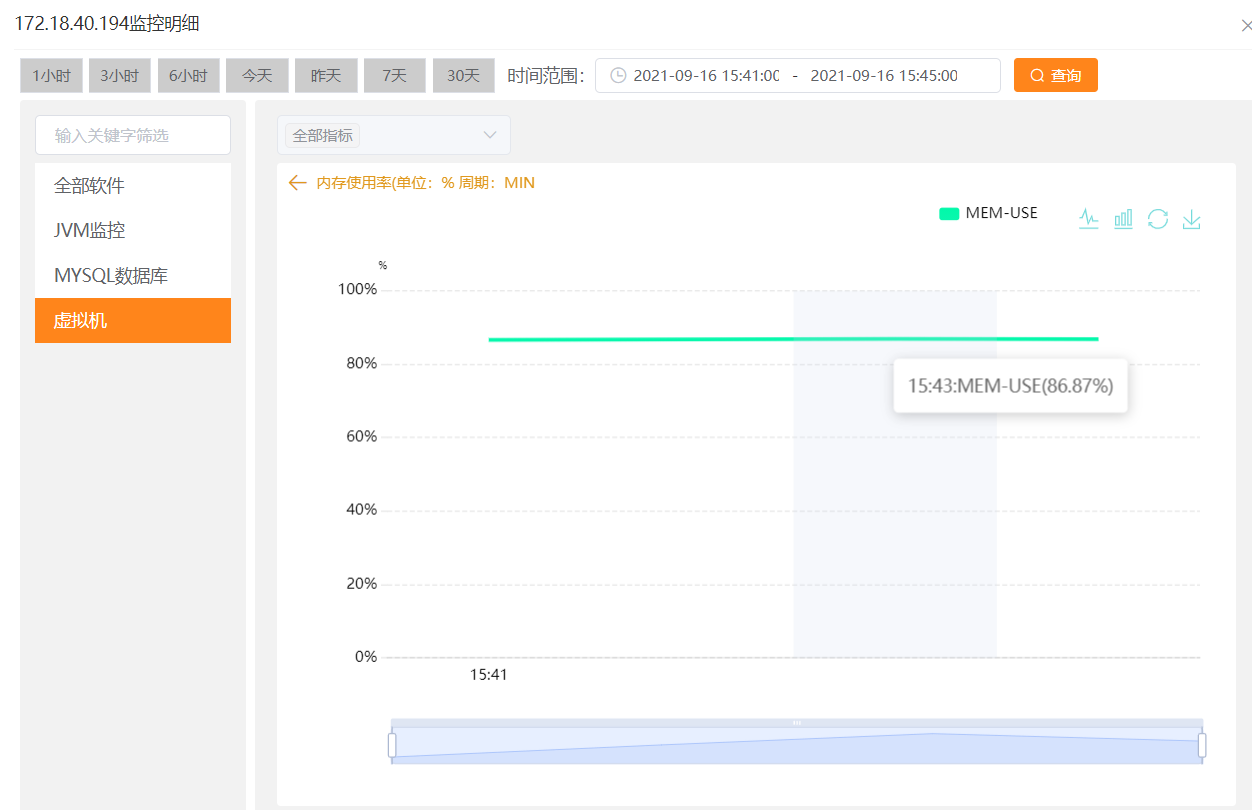 172.18.40.194监控明细
1小时 3小时 6小时 今天 昨天 7天 30天 时间范围： 2021-09-16 15:41:00 - 2021-09-16 15:45:00 查询
输入关键字筛选
全部软件
JVM监控
MYSQL数据库
虚拟机
全部指标
内存使用率(单位：% 周期：MIN
MEM-USE
%
100%
80%
15:43:MEM-USE(86.87%)
60%
40%
20%
0%
15:41